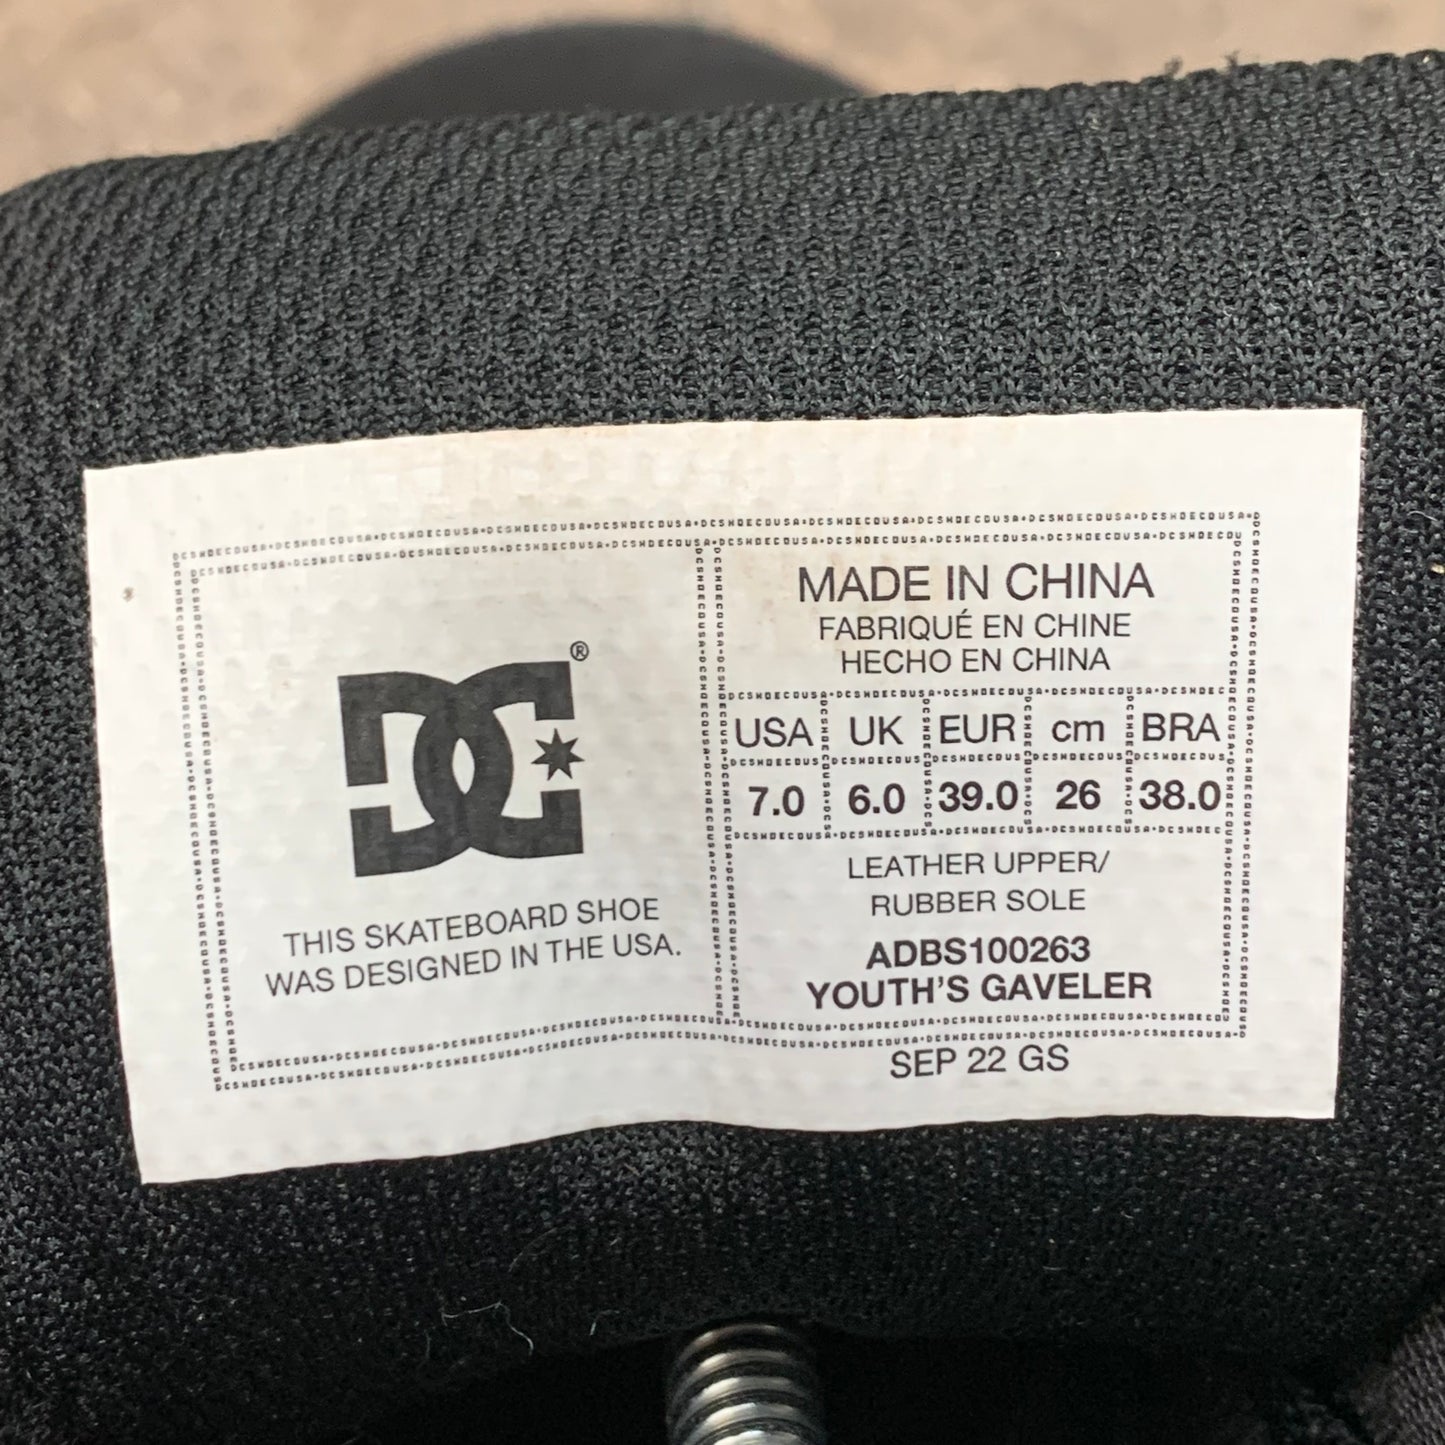 DC®
THIS SKATEBOARD SHOE
WAS DESIGNED IN THE USA.
MADE IN CHINA
FABRIQUÉ EN CHINE
HECHO EN CHINA
USA UK EUR cm BRA
7.0 6.0 39.0 26 38.0
LEATHER UPPER/
RUBBER SOLE
ADBS100263
YOUTH'S GAVELER
SEP 22 GS